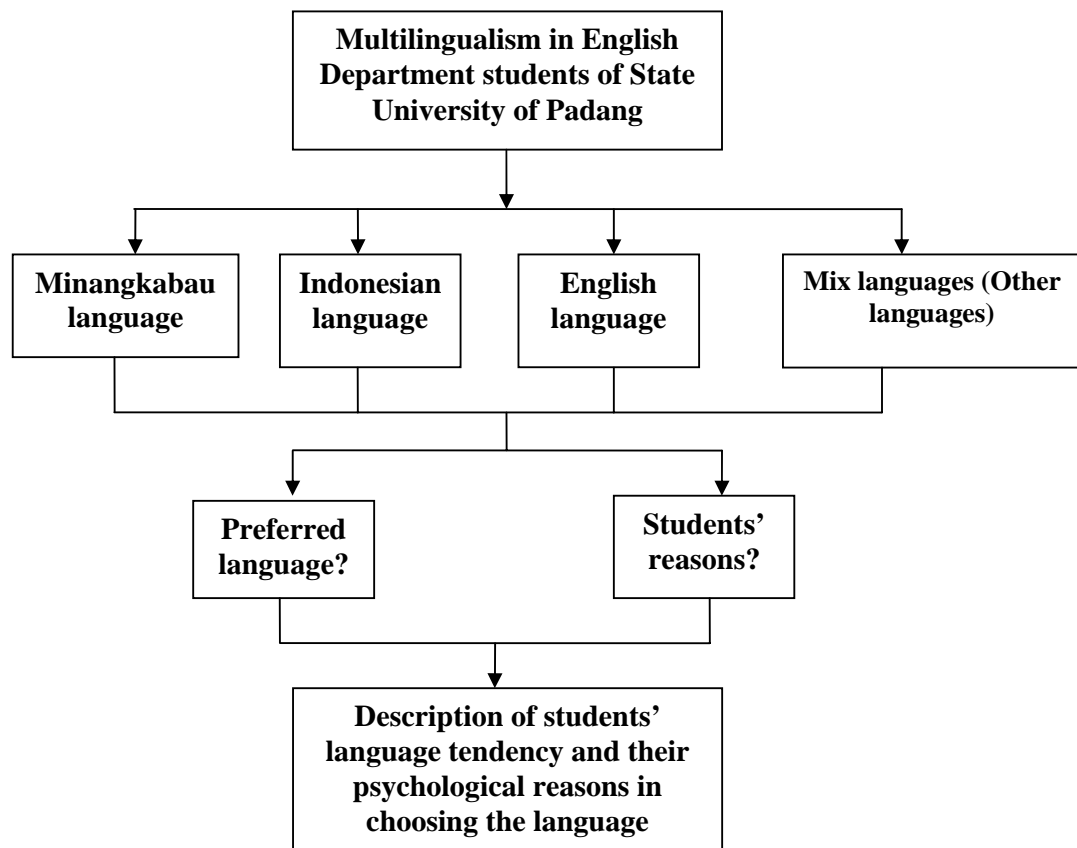 Multilingualism in English
Department students of State
University of Padang
Minangkabau
language
Indonesian
language
English
language
Mix languages (Other
languages)
Preferred
language?
Students’
reasons?
Description of students’
language tendency and their
psychological reasons in
choosing the language